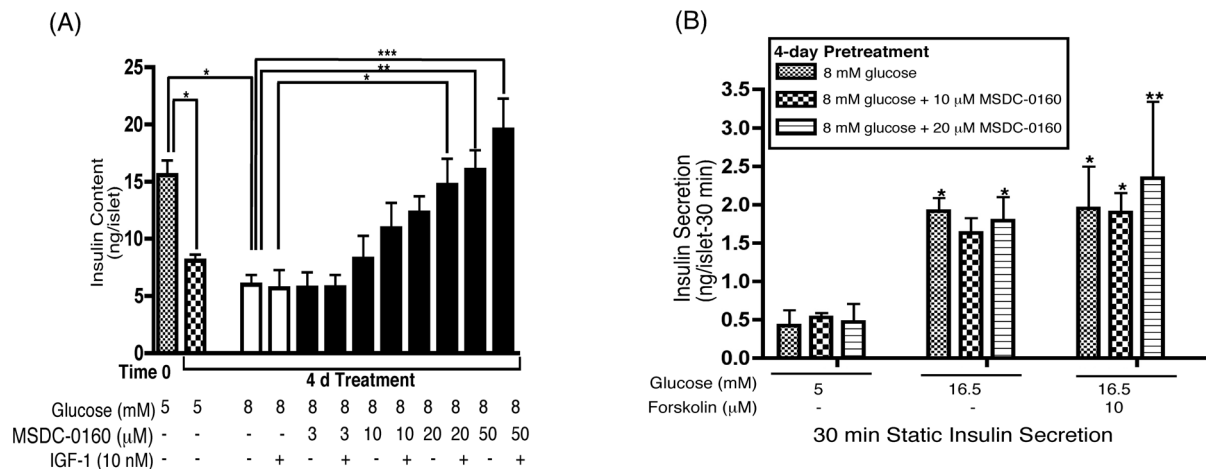 (A)
Insulin Content
(ng/islet)
25
20
15
10
5
0
***
**
*
*
*
Time 0
4 d Treatment
Glucose (mM) 5 5 8 8 8 8 8 8 8 8 8 8
MSDC-0160 (μM) - - - - 3 3 10 10 20 20 50 50
IGF-1 (10 nM) - - - + - + - + - + - +
(B)
4-day Pretreatment
8 mM glucose
8 mM glucose + 10 μM MSDC-0160
8 mM glucose + 20 μM MSDC-0160
Insulin Secretion
(ng/islet-30 min)
3.5
3.0
2.5
2.0
1.5
1.0
0.5
0.0
* * * * **
Glucose (mM) 5 16.5 16.5
Forskolin (μM) - - 10
30 min Static Insulin Secretion